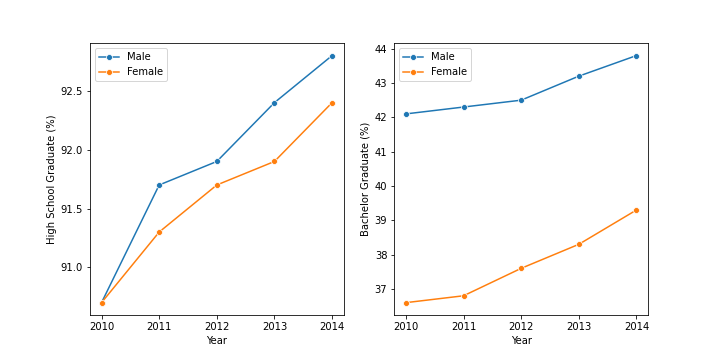 Male
Female
92.5
92.0
91.5
91.0
High School Graduate (%)
2010 2011 2012 2013 2014
Year
Male
Female
44
43
42
41
40
39
38
37
Bachelor Graduate (%)
2010 2011 2012 2013 2014
Year